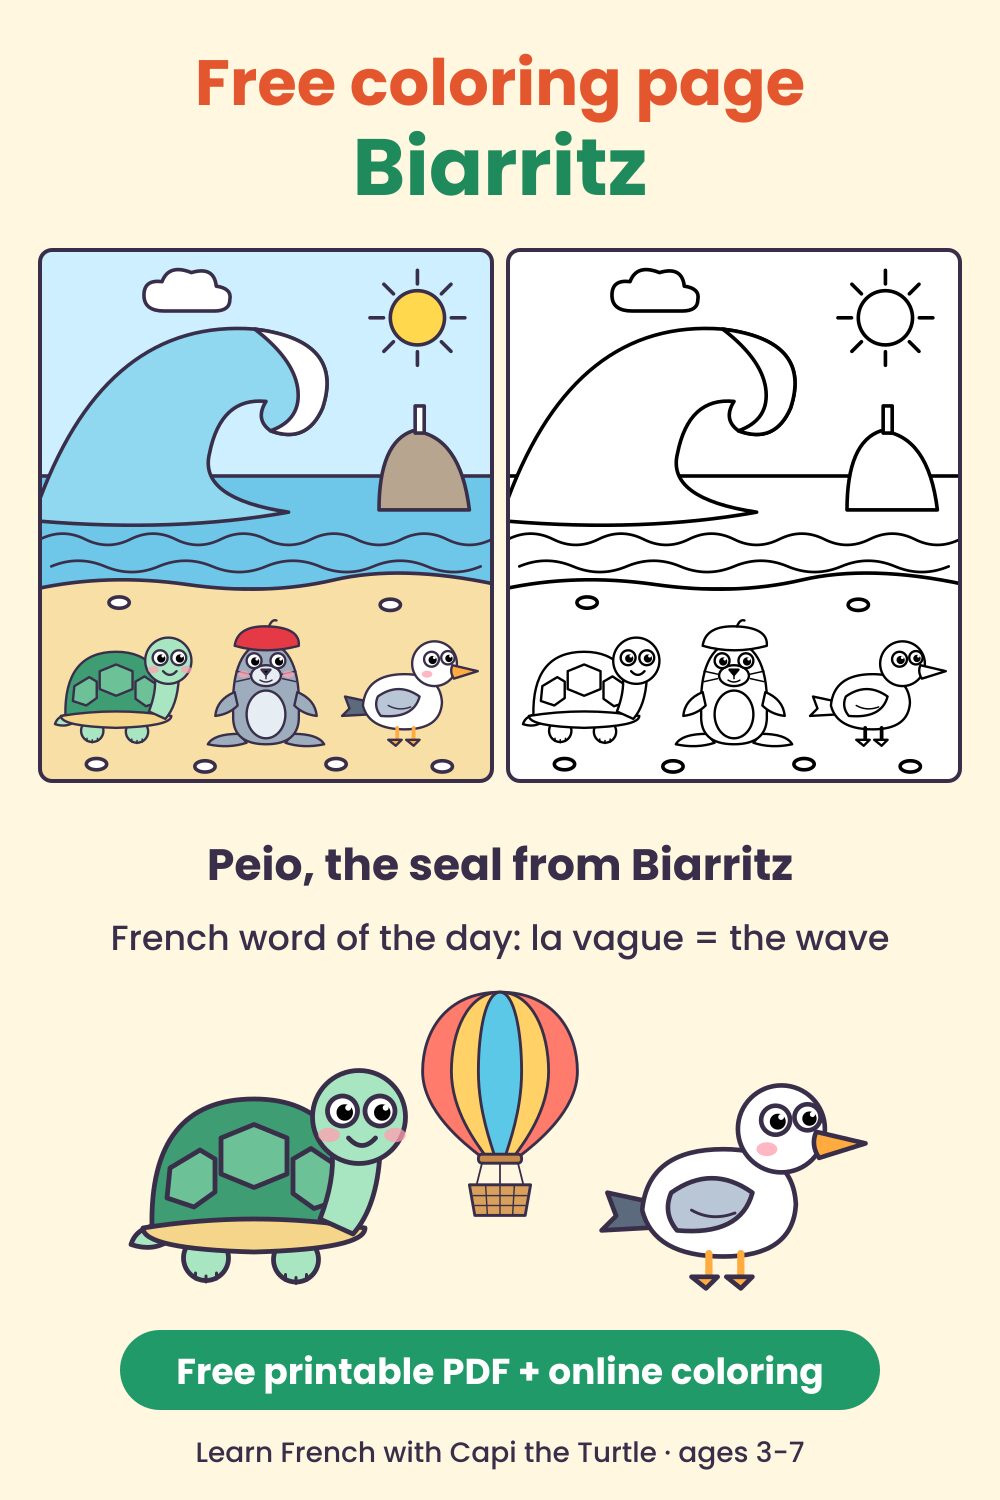 Free coloring page
Biarritz
Peio, the seal from Biarritz
French word of the day: la vague = the wave
Free printable PDF + online coloring
Learn French with Capi the Turtle · ages 3-7